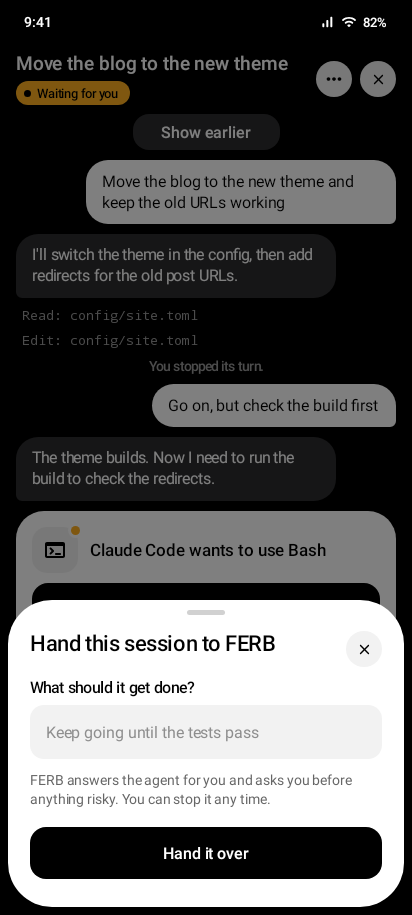 9:41
82%
Move the blog to the new theme
Waiting for you
Show earlier
Move the blog to the new theme and
keep the old URLs working
I'll switch the theme in the config, then add
redirects for the old post URLs.
Read: config/site.toml
Edit: config/site.toml
You stopped its turn.
Go on, but check the build first
The theme builds. Now I need to run the
build to check the redirects.
Claude Code wants to use Bash
Hand this session to FERB
What should it get done?
Keep going until the tests pass
FERB answers the agent for you and asks you before
anything risky. You can stop it any time.
Hand it over